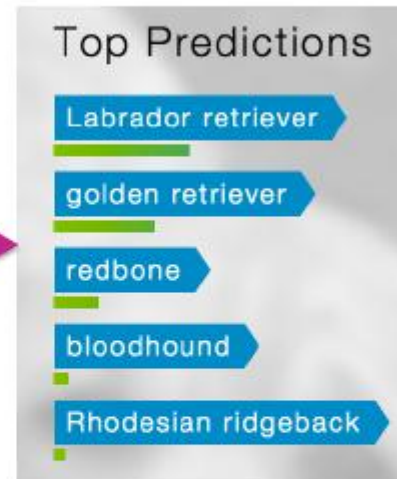 Top Predictions
Labrador retriever
golden retriever
redbone
bloodhound
Rhodesian ridgeback